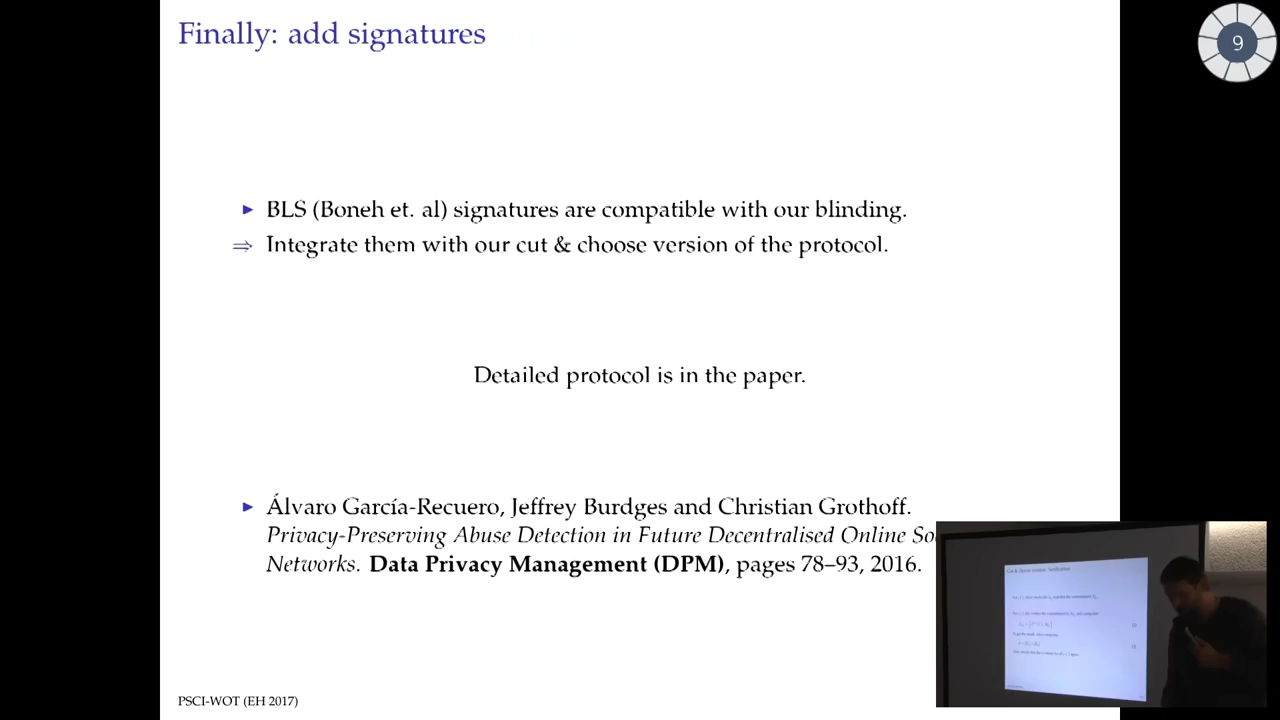 Finally: add signatures
9
▶ BLS (Boneh et. al) signatures are compatible with our blinding.
⇒ Integrate them with our cut & choose version of the protocol.
Detailed protocol is in the paper.
▶ Álvaro García-Recuero, Jeffrey Burdges and Christian Grothoff.
Privacy-Preserving Abuse Detection in Future Decentralised Online
Networks. Data Privacy Management (DPM), pages 78–93, 2016.
PSCI-WOT (EH 2017)